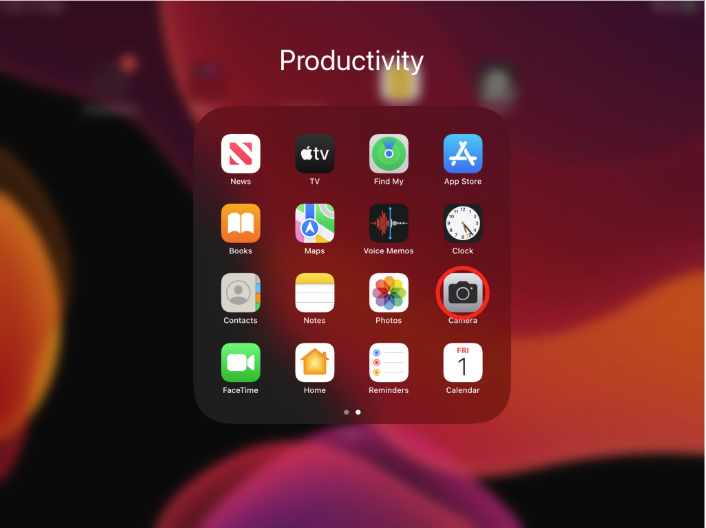 Productivity
News
tv
TV
Find My
App Store
Books
Maps
Voice Memos
12
Clock
Contacts
Notes
Photos
Camera
FaceTime
Home
Reminders
FRI
1
Calendar